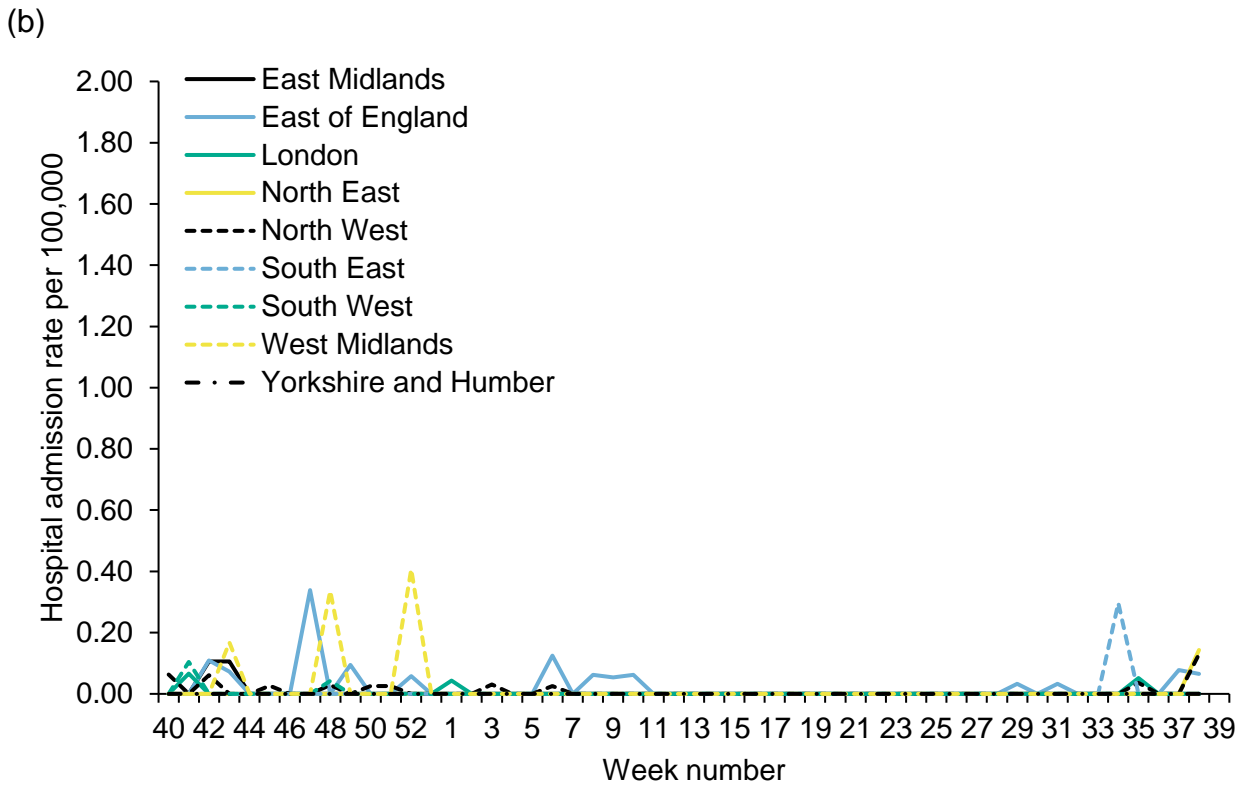 (b)
2.00
1.80
1.60
1.40
1.20
1.00
0.80
0.60
0.40
0.20
0.00
Hospital admission rate per 100,000
East Midlands
East of England
London
North East
North West
South East
South West
West Midlands
Yorkshire and Humber
40 42 44 46 48 50 52 1 3 5 7 9 11 13 15 17 19 21 23 25 27 29 31 33 35 37 39
Week number